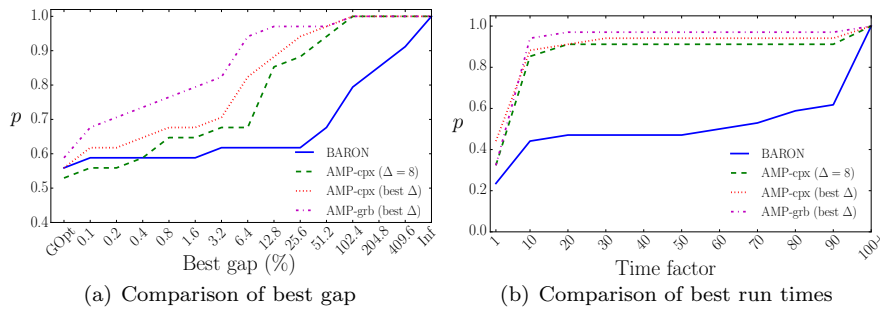 1.0
0.9
0.8
0.7
0.6
0.5
0.4
p
BARON
AMP-cpx (Δ = 8)
AMP-cpx (best Δ)
AMP-grb (best Δ)
GOpt 0.1 0.2 0.4 0.8 1.6 3.2 6.4 12.8 25.6 51.2 102.4 204.8 409.6 Inf
Best gap (%)
(a) Comparison of best gap
1.0
0.8
0.6
0.4
0.2
0.0
p
BARON
AMP-cpx (Δ = 8)
AMP-cpx (best Δ)
AMP-grb (best Δ)
1 10 20 30 40 50 60 70 80 90
Time factor
(b) Comparison of best run times